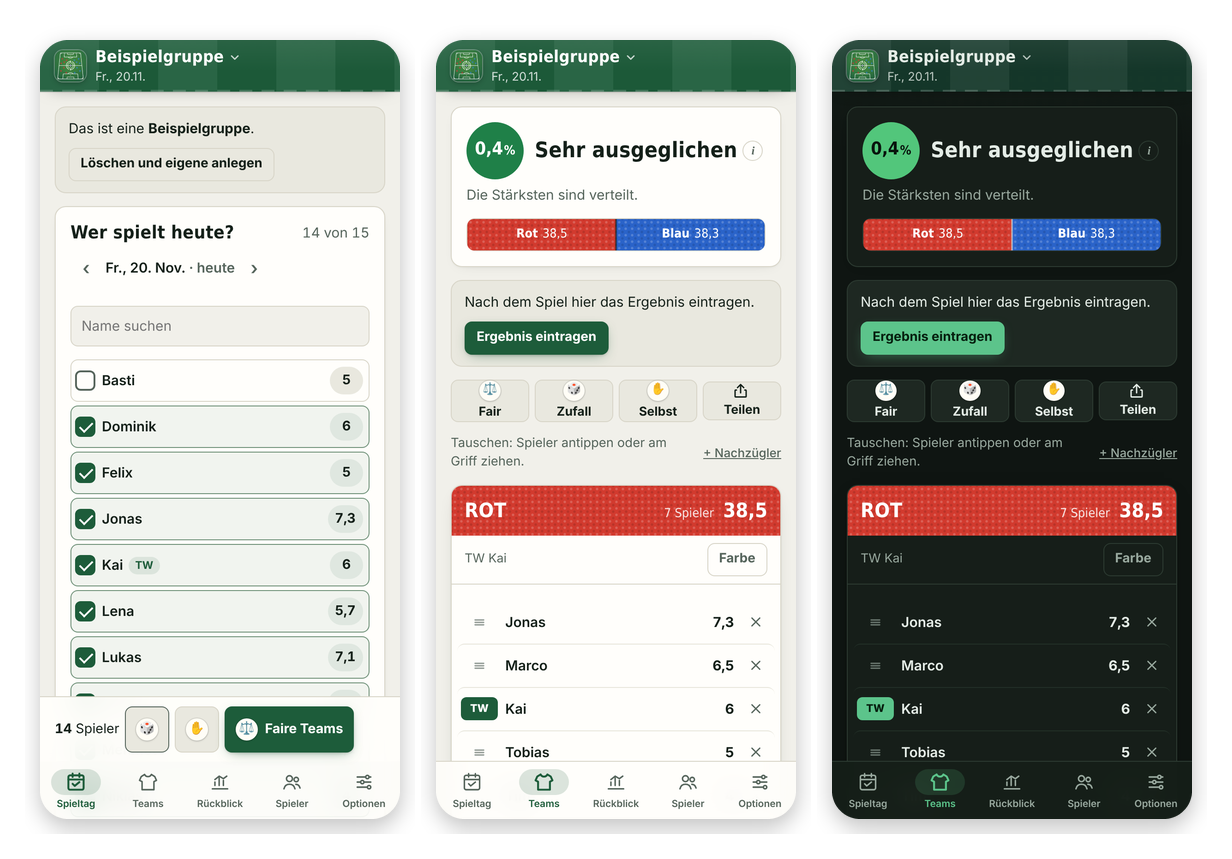 Beispielgruppe
Fr., 20.11.
Das ist eine Beispielgruppe.
Löschen und eigene anlegen
Wer spielt heute?
14 von 15
‹ Fr., 20. Nov. · heute ›
Name suchen
Basti 5
Dominik 6
Felix 5
Jonas 7,3
Kai TW 6
Lena 5,7
Lukas 7,1
14 Spieler
Faire Teams
Spieltag Teams Rückblick Spieler Optionen
Beispielgruppe
Fr., 20.11.
0,4% Sehr ausgeglichen i
Die Stärksten sind verteilt.
Rot 38,5 Blau 38,3
Nach dem Spiel hier das Ergebnis eintragen.
Ergebnis eintragen
Fair Zufall Selbst Teilen
Tauschen: Spieler antippen oder am
Griff ziehen.
+ Nachzügler
ROT 7 Spieler 38,5
TW Kai Farbe
Jonas 7,3
Marco 6,5
TW Kai 6
Tobias 5
Spieltag Teams Rückblick Spieler Optionen
Beispielgruppe
Fr., 20.11.
0,4% Sehr ausgeglichen i
Die Stärksten sind verteilt.
Rot 38,5 Blau 38,3
Nach dem Spiel hier das Ergebnis eintragen.
Ergebnis eintragen
Fair Zufall Selbst Teilen
Tauschen: Spieler antippen oder am
Griff ziehen.
+ Nachzügler
ROT 7 Spieler 38,5
TW Kai Farbe
Jonas 7,3
Marco 6,5
TW Kai 6
Tobias 5
Spieltag Teams Rückblick Spieler Optionen